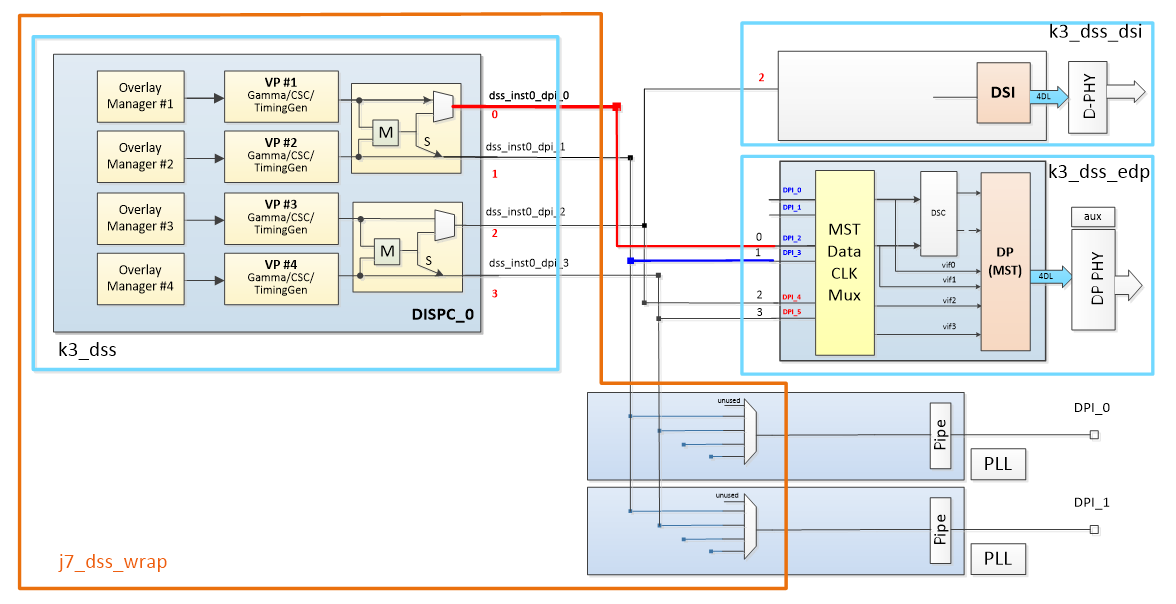 k3_dss_dsi
Overlay
Manager #1
VP #1
Gamma/CSC/
TimingGen
dss_inst0_dpi_0
0
M
S
Overlay
Manager #2
VP #2
Gamma/CSC/
TimingGen
dss_inst0_dpi_1
1
Overlay
Manager #3
VP #3
Gamma/CSC/
TimingGen
dss_inst0_dpi_2
2
M
S
Overlay
Manager #4
VP #4
Gamma/CSC/
TimingGen
dss_inst0_dpi_3
3
DISPC_0
k3_dss
2
DSI
4DL
D-PHY
k3_dss_edp
DPI_0
DPI_1
0
DPI_2
1
DPI_3
2
DPI_4
3
DPI_5
MST
Data
CLK
Mux
DSC
vif0
vif1
vif2
vif3
DP
(MST)
4DL
aux
DP PHY
unused
Pipe
DPI_0
PLL
unused
Pipe
DPI_1
PLL
j7_dss_wrap